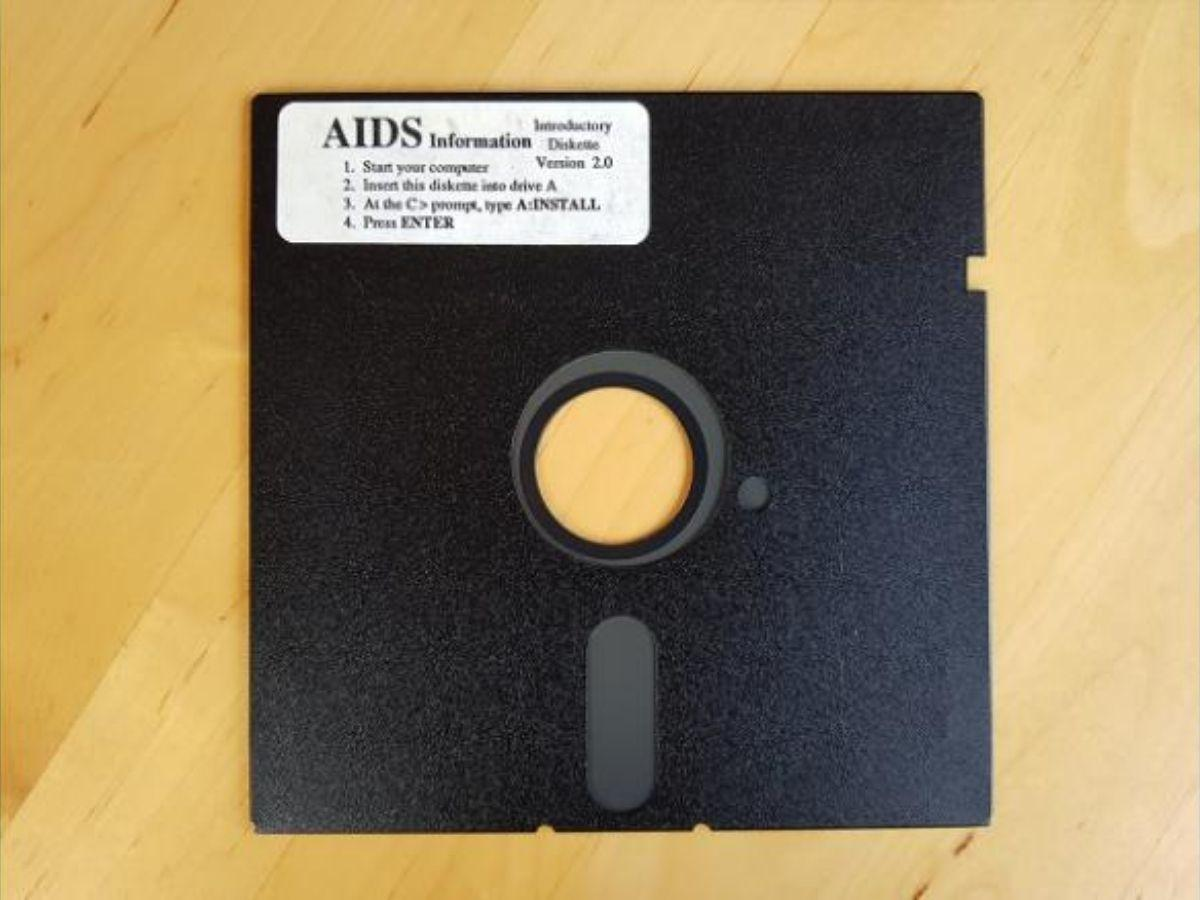 AIDS Information Introductory
Diskette
Version 2.0
1. Start your computer
2. Insert this diskette into drive A
3. At the C> prompt, type A:INSTALL
4. Press ENTER